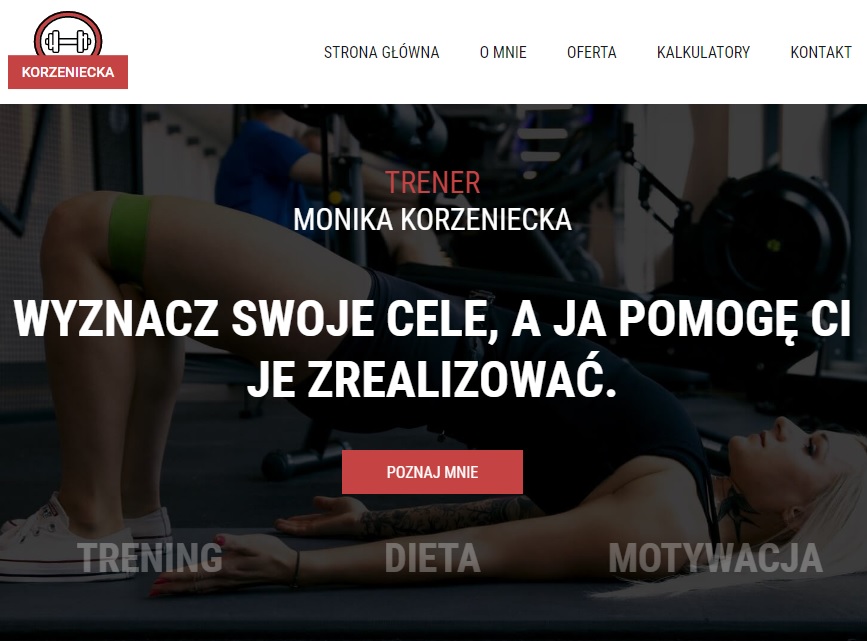 KORZENIECKA
STRONA GŁÓWNA
O MNIE
OFERTA
KALKULATORY
KONTAKT
TRENER
MONIKA KORZENIECKA
WYZNACZ SWOJE CELE, A JA POMOGĘ CI
JE ZREALIZOWAĆ.
POZNAJ MNIE
TRENING
DIETA
MOTYWACJA